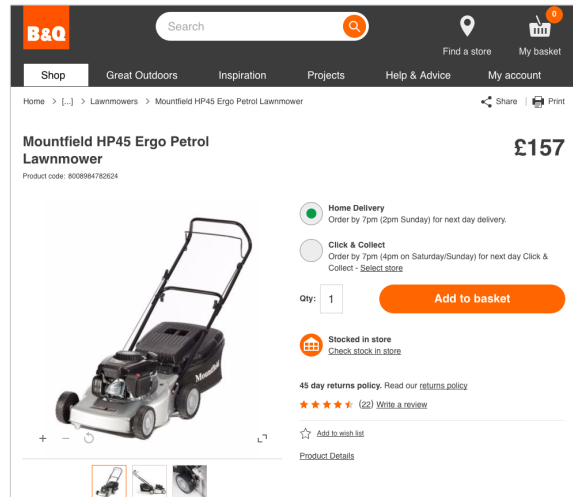 B&Q
Search
0
Find a store
My basket
Shop
Great Outdoors
Inspiration
Projects
Help & Advice
My account
Home > [...] > Lawnmowers > Mountfield HP45 Ergo Petrol Lawnmower
Share | Print
Mountfield HP45 Ergo Petrol
Lawnmower
£157
Product code: 8008984782624
Home Delivery
Order by 7pm (2pm Sunday) for next day delivery.
Click & Collect
Order by 7pm (4pm on Saturday/Sunday) for next day Click &
Collect - Select store
Qty: 1
Add to basket
Stocked in store
Check stock in store
Mountfield
45 day returns policy. Read our returns policy
(22) Write a review
Add to wish list
Product Details